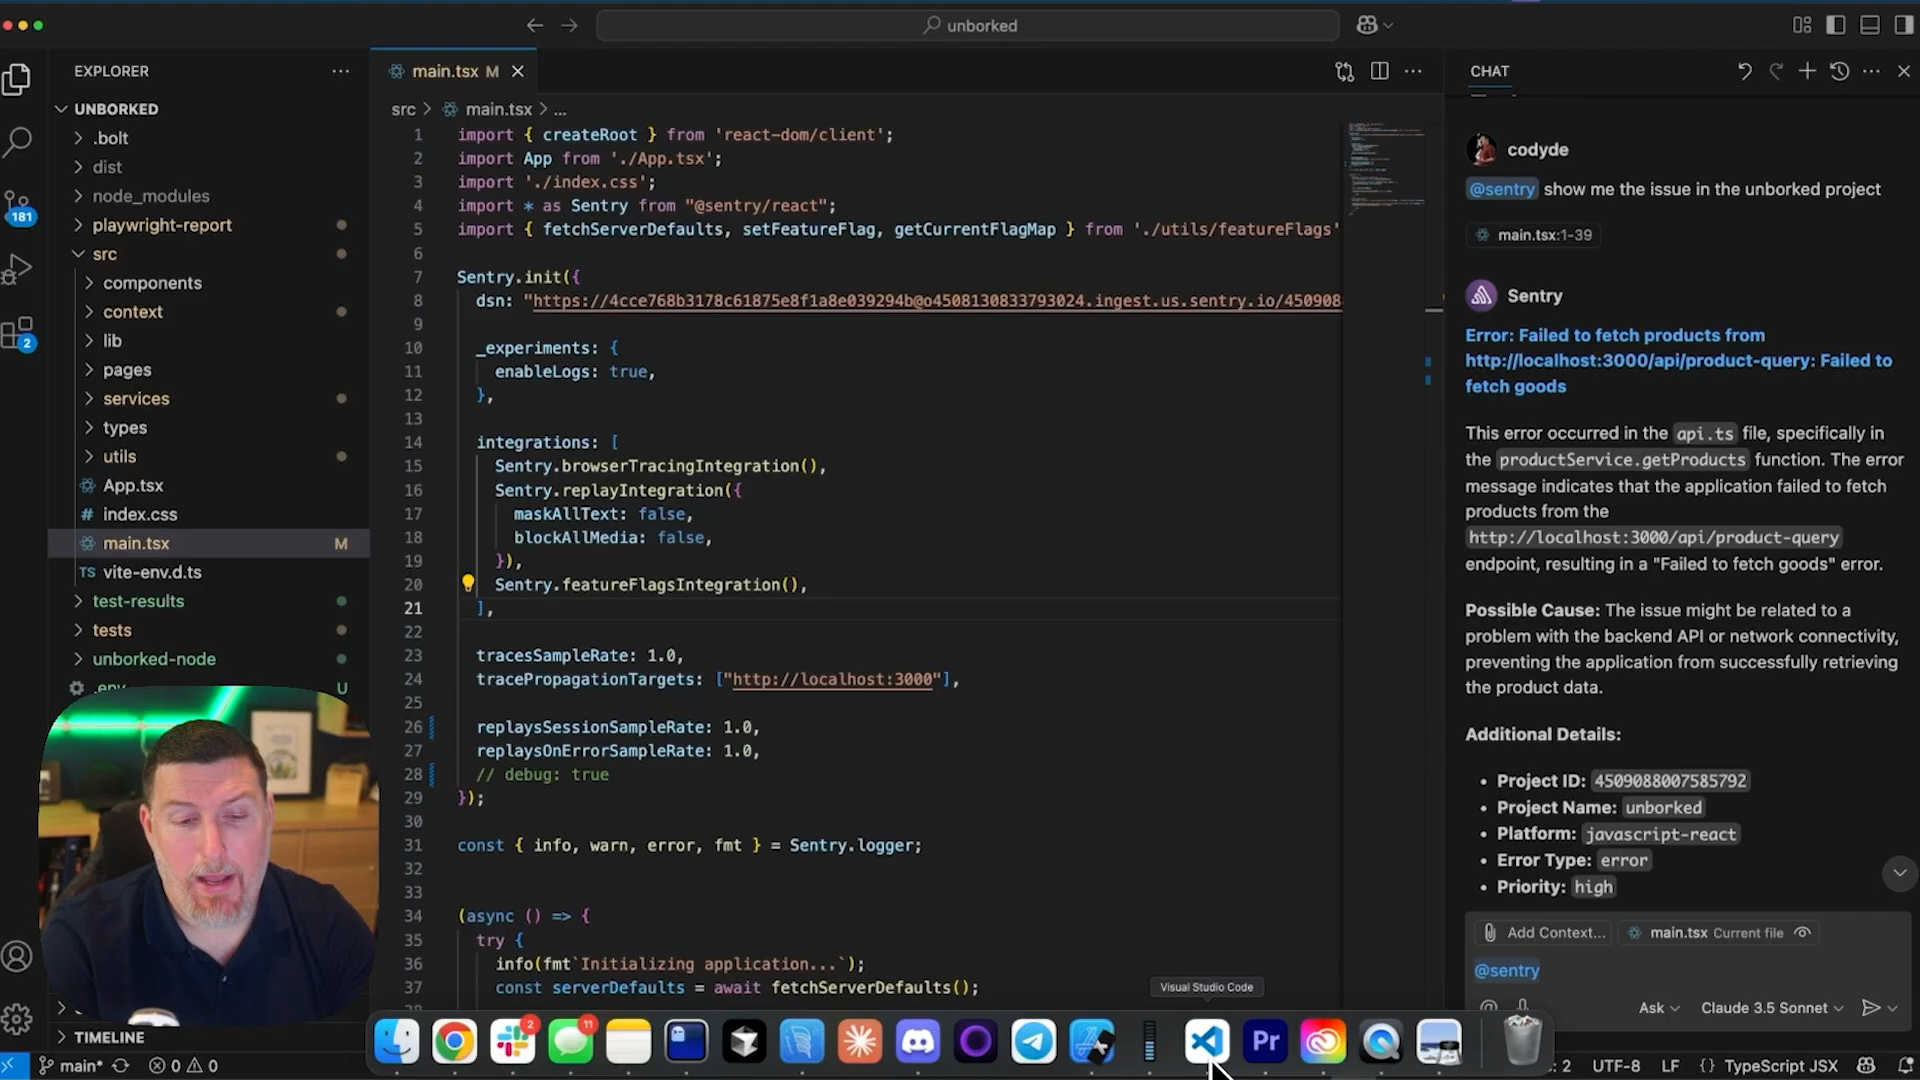 unborked
EXPLORER
UNBORKED
.bolt
dist
node_modules
playwright-report
src
components
context
lib
pages
services
types
utils
App.tsx
# index.css
main.tsx M
TS vite-env.d.ts
test-results
tests
unborked-node
.env U
TIMELINE
181
2
main.tsx M
src > main.tsx > ...
1 import { createRoot } from 'react-dom/client';
2 import App from './App.tsx';
3 import './index.css';
4 import * as Sentry from "@sentry/react";
5 import { fetchServerDefaults, setFeatureFlag, getCurrentFlagMap } from './utils/featureFlags'
6
7 Sentry.init({
8 dsn: "https://4cce768b3178c61875e8f1a8e039294b@o4508130833793024.ingest.us.sentry.io/450908
9
10 _experiments: {
11 enableLogs: true,
12 },
13
14 integrations: [
15 Sentry.browserTracingIntegration(),
16 Sentry.replayIntegration({
17 maskAllText: false,
18 blockAllMedia: false,
19 }),
20 Sentry.featureFlagsIntegration(),
21 ],
22
23 tracesSampleRate: 1.0,
24 tracePropagationTargets: ["http://localhost:3000"],
25
26 replaysSessionSampleRate: 1.0,
27 replaysOnErrorSampleRate: 1.0,
28 // debug: true
29 });
30
31 const { info, warn, error, fmt } = Sentry.logger;
32
33
34 (async () => {
35 try {
36 info(fmt`Initializing application...`);
37 const serverDefaults = await fetchServerDefaults();
CHAT
codyde
@sentry show me the issue in the unborked project
main.tsx:1-39
Sentry
Error: Failed to fetch products from
http://localhost:3000/api/product-query: Failed to
fetch goods
This error occurred in the api.ts file, specifically in
the productService.getProducts function. The error
message indicates that the application failed to fetch
products from the
http://localhost:3000/api/product-query
endpoint, resulting in a "Failed to fetch goods" error.
Possible Cause: The issue might be related to a
problem with the backend API or network connectivity,
preventing the application from successfully retrieving
the product data.
Additional Details:
• Project ID: 4509088007585792
• Project Name: unborked
• Platform: javascript-react
• Error Type: error
• Priority: high
Add Context... main.tsx Current file
@sentry
Ask Claude 3.5 Sonnet
Visual Studio Code
2
11
Pr
main* 0 0
: 2 UTF-8 LF {} TypeScript JSX